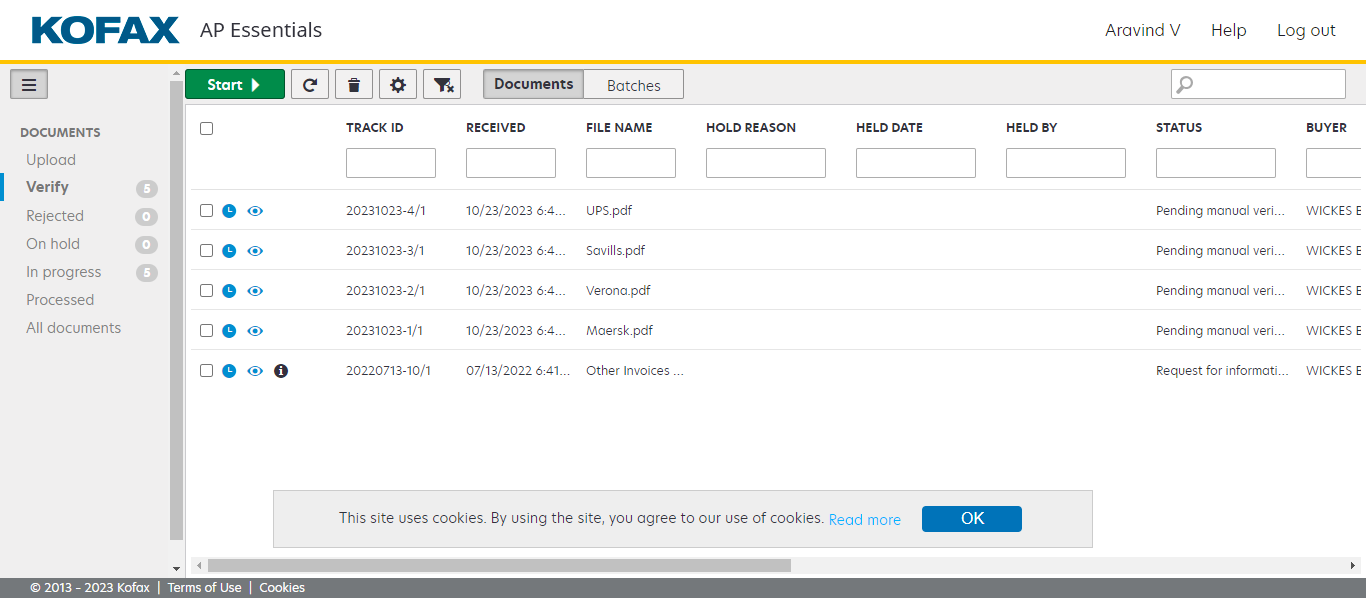 KOFAX AP Essentials Aravind V Help Log out
Start Documents Batches
DOCUMENTS
Upload
Verify 5
Rejected 0
On hold 0
In progress 5
Processed
All documents
TRACK ID RECEIVED FILE NAME HOLD REASON HELD DATE HELD BY STATUS BUYER
20231023-4/1 10/23/2023 6:4... UPS.pdf Pending manual veri... WICKES B
20231023-3/1 10/23/2023 6:4... Savills.pdf Pending manual veri... WICKES B
20231023-2/1 10/23/2023 6:4... Verona.pdf Pending manual veri... WICKES B
20231023-1/1 10/23/2023 6:4... Maersk.pdf Pending manual veri... WICKES B
20220713-10/1 07/13/2022 6:41... Other Invoices ... Request for informati... WICKES B
This site uses cookies. By using the site, you agree to our use of cookies. Read more OK
© 2013 - 2023 Kofax | Terms of Use | Cookies